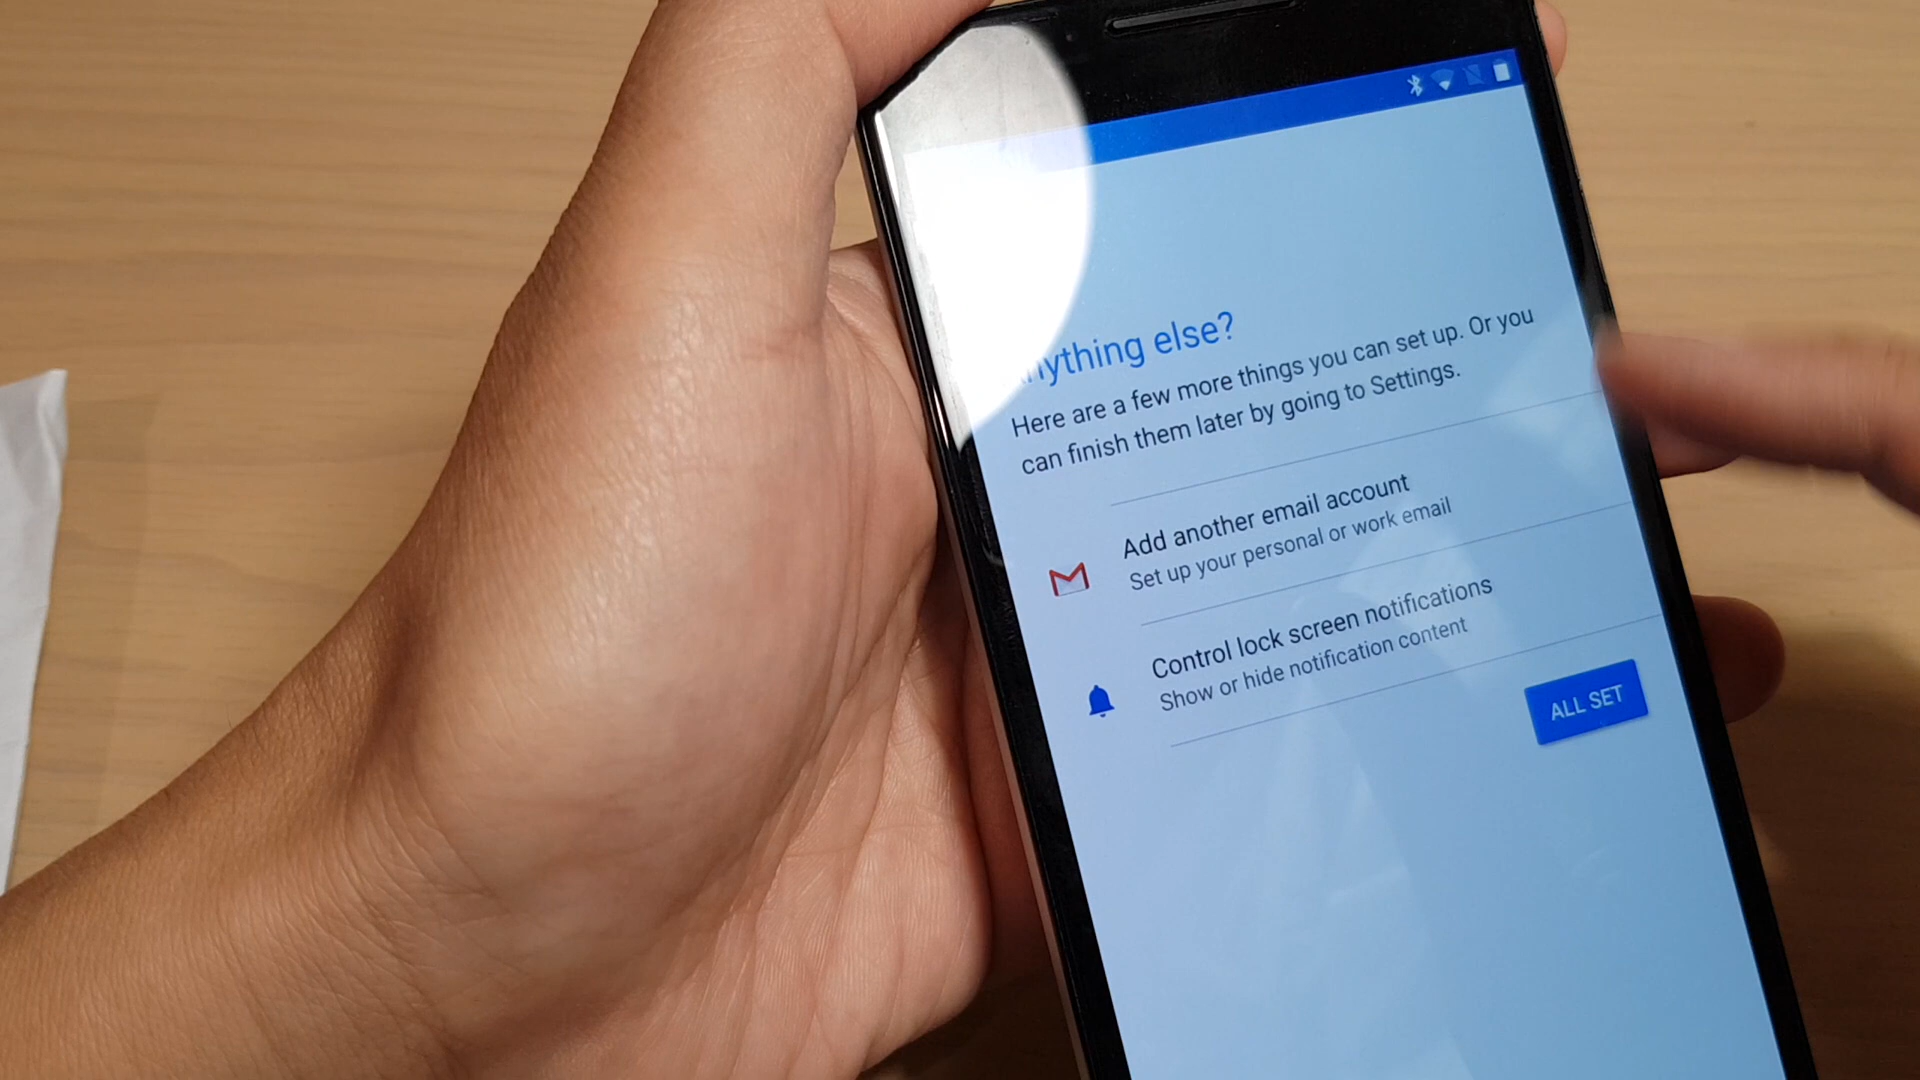 nything else?
Here are a few more things you can set up. Or you
can finish them later by going to Settings.
Add another email account
Set up your personal or work email
Control lock screen notifications
Show or hide notification content
ALL SET